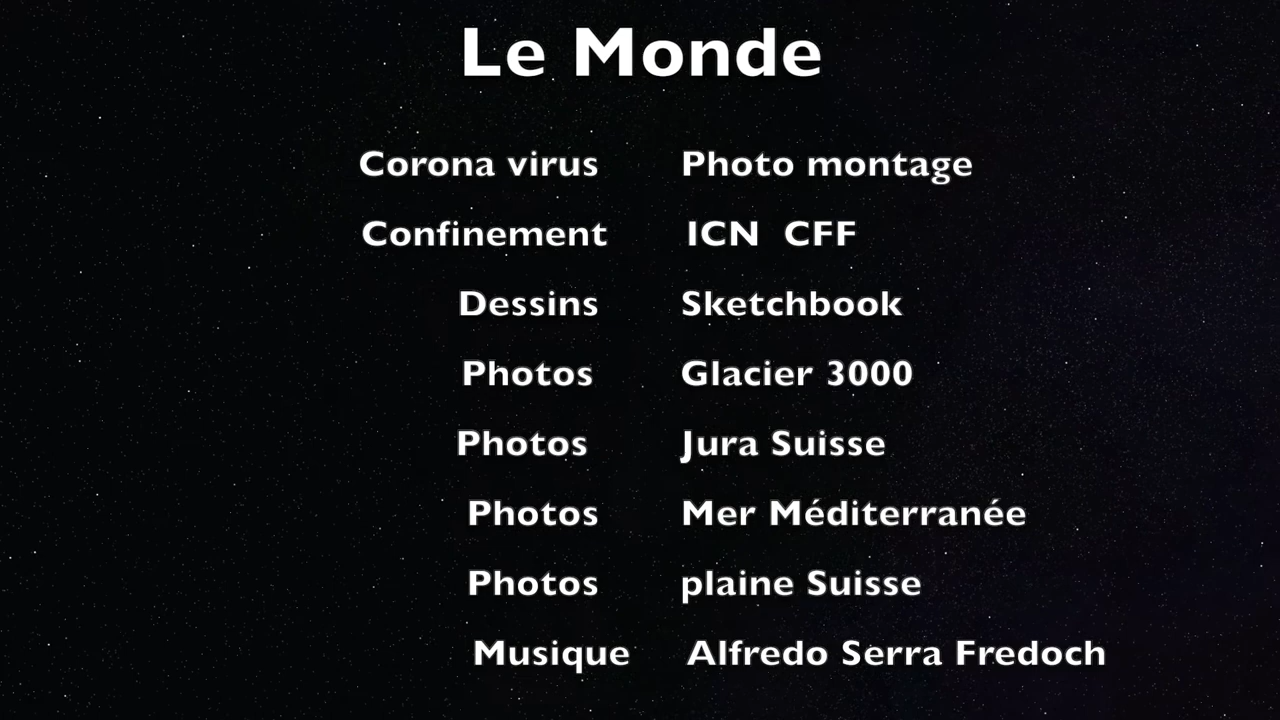 Le Monde
Corona virus Photo montage
Confinement ICN CFF
Dessins Sketchbook
Photos Glacier 3000
Photos Jura Suisse
Photos Mer Méditerranée
Photos plaine Suisse
Musique Alfredo Serra Fredoch